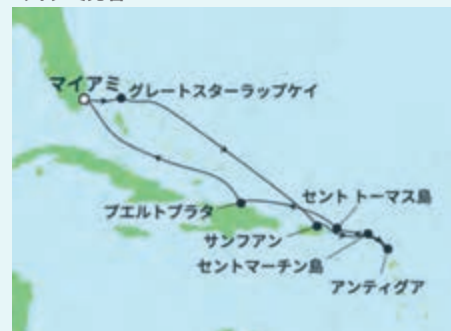 マイアミ
グレートスターラップケイ
セント トーマス島
プエルトプラタ
サンフアン
セントマーチン島
アンティグア